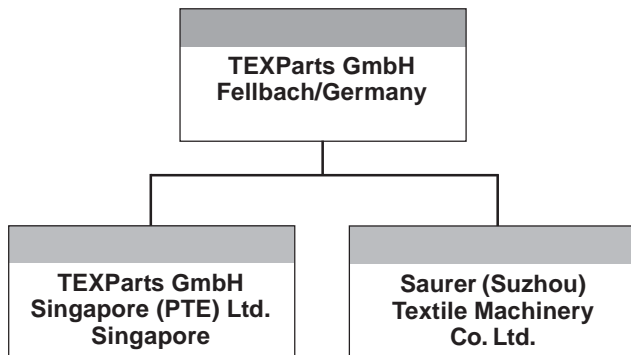 TEXParts GmbH
Fellbach/Germany
TEXParts GmbH
Singapore (PTE) Ltd.
Singapore
Saurer (Suzhou)
Textile Machinery
Co. Ltd.